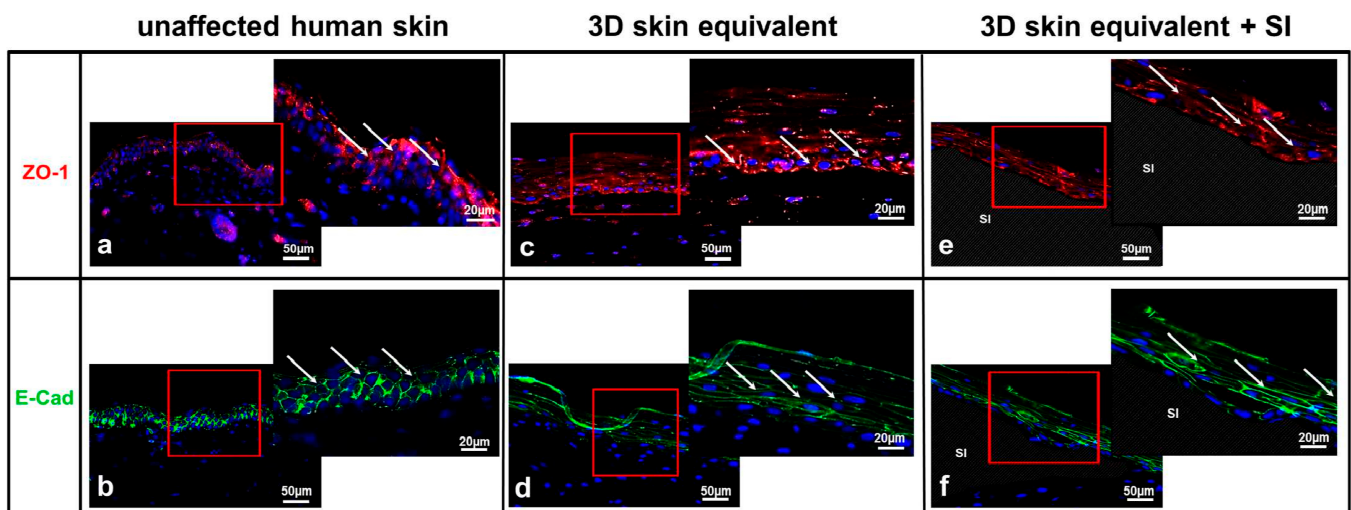 unaffected human skin
3D skin equivalent
3D skin equivalent + SI
ZO-1
20µm
50µm
a
20µm
50µm
c
SI
SI
20µm
50µm
e
E-Cad
20µm
50µm
b
20µm
50µm
d
SI
SI
20µm
50µm
f